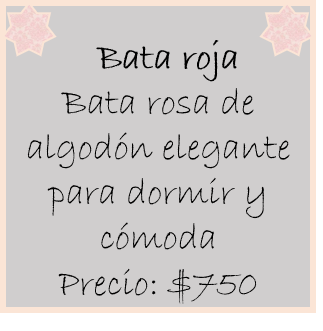 Bata roja
Bata rosa de
algodón elegante
para dormir y
cómoda
Precio: $750